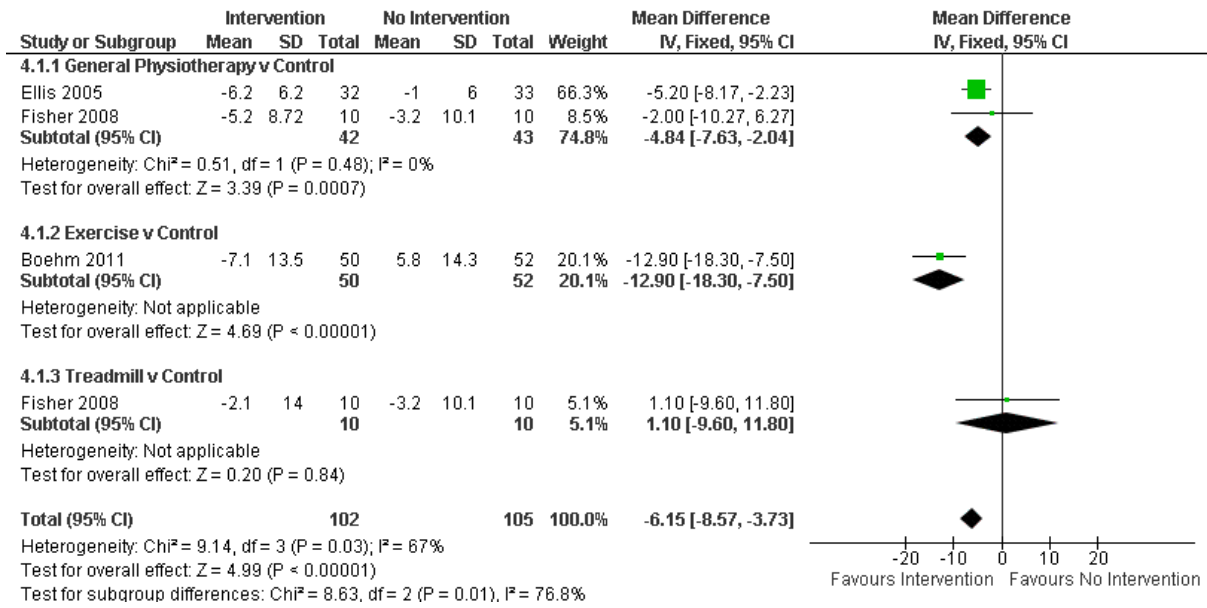 Intervention No Intervention Mean Difference Mean Difference
Study or Subgroup Mean SD Total Mean SD Total Weight IV, Fixed, 95% CI IV, Fixed, 95% CI
4.1.1 General Physiotherapy v Control
Ellis 2005 -6.2 6.2 32 -1 6 33 66.3% -5.20 [-8.17, -2.23]
Fisher 2008 -5.2 8.72 10 -3.2 10.1 10 8.5% -2.00 [-10.27, 6.27]
Subtotal (95% CI) 42 43 74.8% -4.84 [-7.63, -2.04]
Heterogeneity: Chi² = 0.51, df = 1 (P = 0.48); I² = 0%
Test for overall effect: Z = 3.39 (P = 0.0007)
4.1.2 Exercise v Control
Boehm 2011 -7.1 13.5 50 5.8 14.3 52 20.1% -12.90 [-18.30, -7.50]
Subtotal (95% CI) 50 52 20.1% -12.90 [-18.30, -7.50]
Heterogeneity: Not applicable
Test for overall effect: Z = 4.69 (P < 0.00001)
4.1.3 Treadmill v Control
Fisher 2008 -2.1 14 10 -3.2 10.1 10 5.1% 1.10 [-9.60, 11.80]
Subtotal (95% CI) 10 10 5.1% 1.10 [-9.60, 11.80]
Heterogeneity: Not applicable
Test for overall effect: Z = 0.20 (P = 0.84)
Total (95% CI) 102 105 100.0% -6.15 [-8.57, -3.73]
Heterogeneity: Chi² = 9.14, df = 3 (P = 0.03); I² = 67%
Test for overall effect: Z = 4.99 (P < 0.00001)
Test for subgroup differences: Chi² = 8.63, df = 2 (P = 0.01), I² = 76.8%
-20 -10 0 10 20
Favours Intervention Favours No Intervention